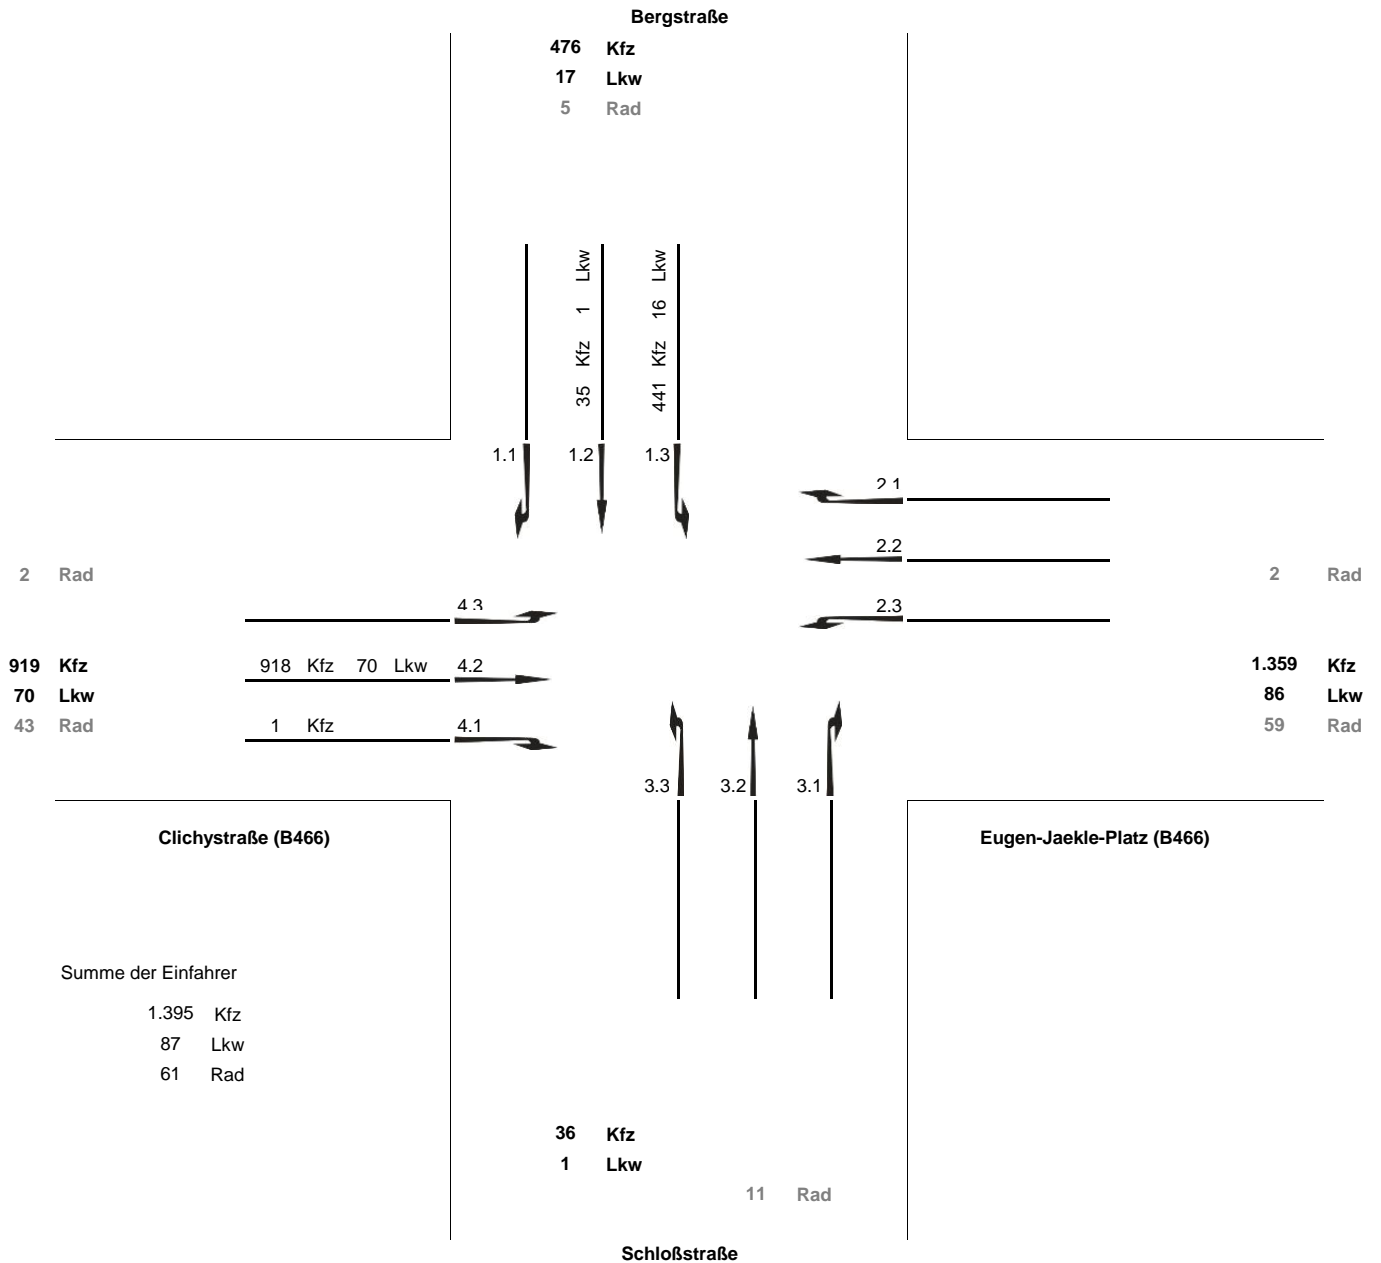 Bergstraße
476 Kfz
17 Lkw
5 Rad
35 Kfz 1 Lkw
441 Kfz 16 Lkw
1.1 1.2 1.3
2.1
2.2
2.3
2 Rad
2 Rad
4.3
919 Kfz
70 Lkw
43 Rad
918 Kfz 70 Lkw 4.2
1 Kfz 4.1
1.359 Kfz
86 Lkw
59 Rad
3.3 3.2 3.1
Clichystraße (B466)
Eugen-Jaekle-Platz (B466)
Summe der Einfahrer
1.395 Kfz
87 Lkw
61 Rad
36 Kfz
1 Lkw
11 Rad
Schloßstraße